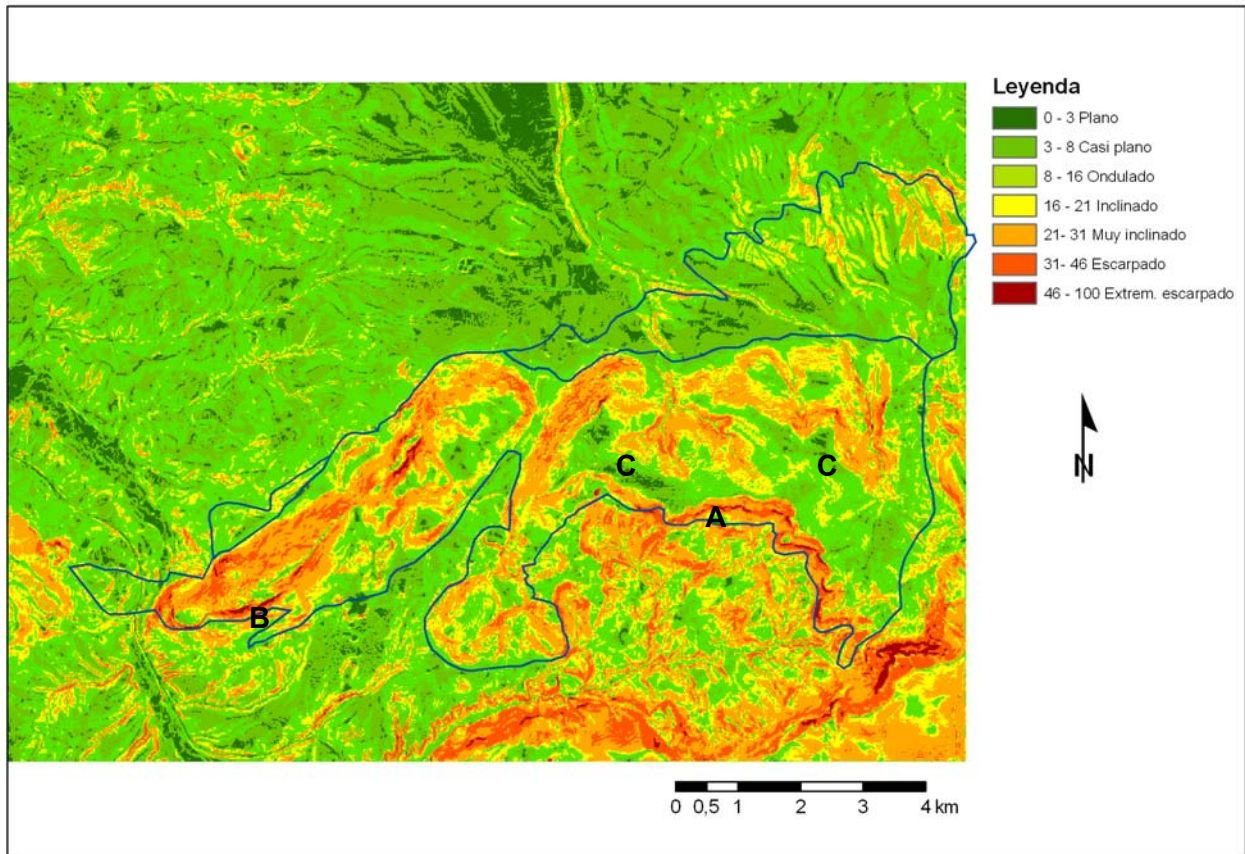 Leyenda
0 - 3 Plano
3 - 8 Casi plano
8 - 16 Ondulado
16 - 21 Inclinado
21- 31 Muy inclinado
31- 46 Escarpado
46 - 100 Extrem. escarpado
N
C C
A
B
0 0,5 1 2 3 4 km